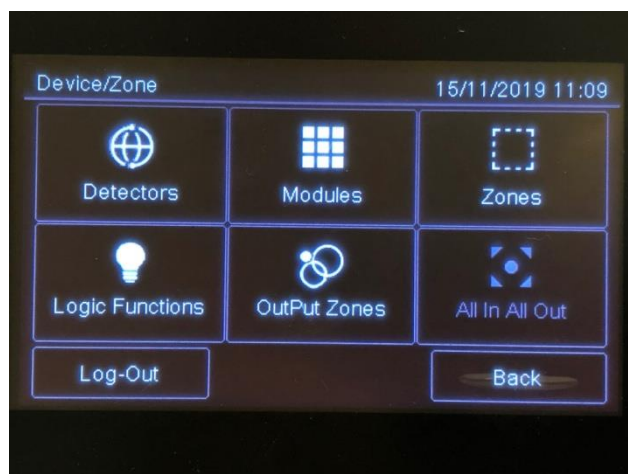 Device/Zone 15/11/2019 11:09
Detectors Modules Zones
Logic Functions OutPut Zones All In All Out
Log-Out Back